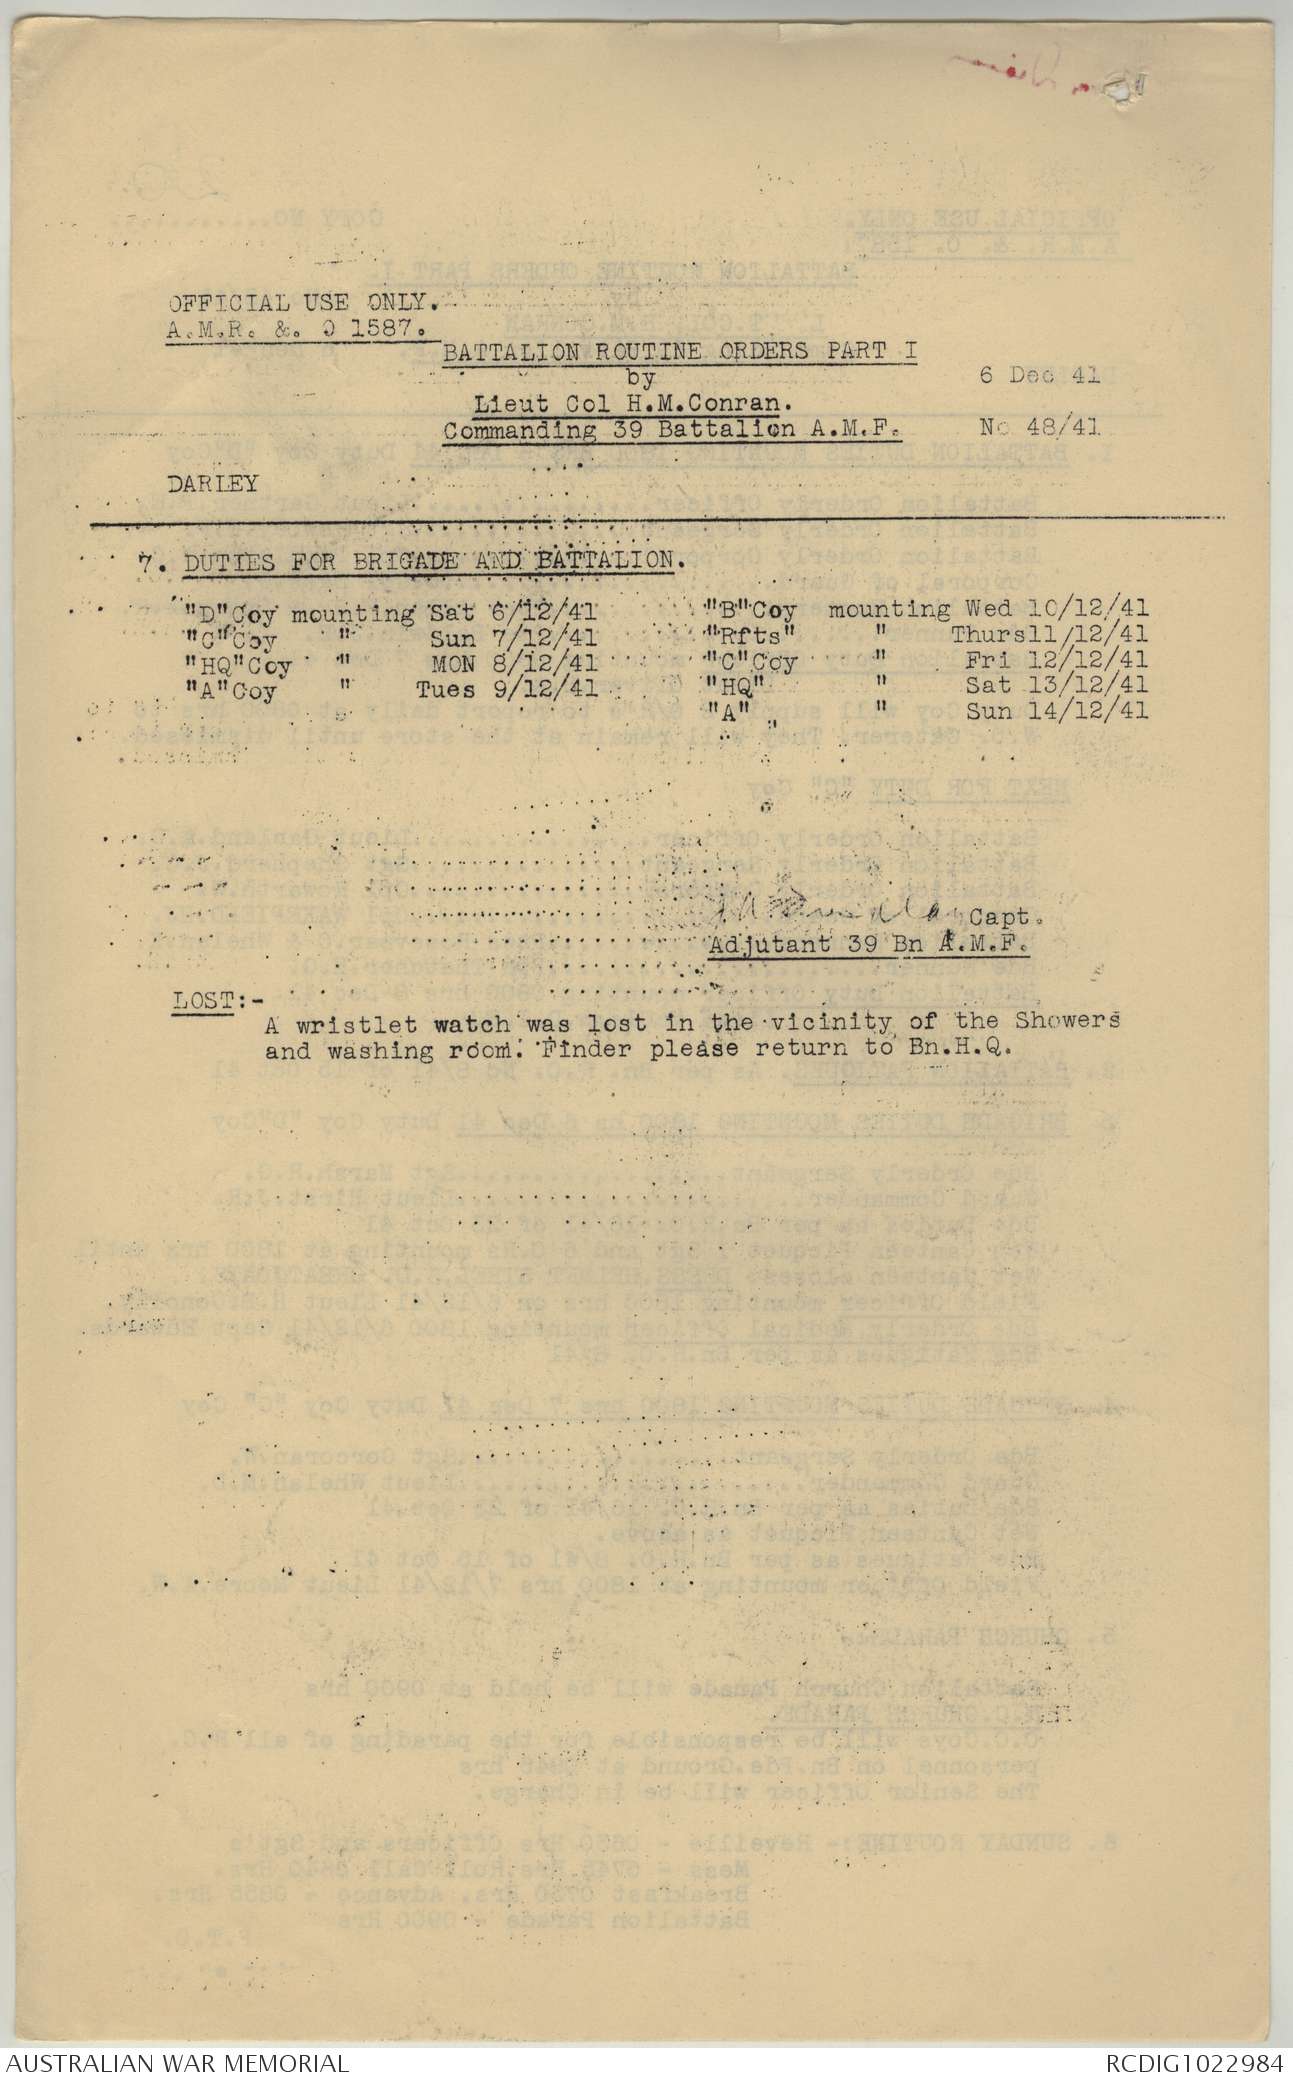 OFFICIAL USE ONLY.
A.M.R. &. O 1587.
BATTALION ROUTINE ORDERS PART I
by
6 Dec 41
Lieut Col H.M.Conran.
Commanding 39 Battalion A.M.F.
No 48/41
DARLEY
7. DUTIES FOR BRIGADE AND BATTALION.
"D"Coy mounting Sat 6/12/41 "B"Coy mounting Wed 10/12/41
"C"Coy " Sun 7/12/41 "Rfts" " Thurs11/12/41
"HQ"Coy " MON 8/12/41 "C"Coy " Fri 12/12/41
"A"Coy " Tues 9/12/41 "HQ" " Sat 13/12/41
"A" " Sun 14/12/41
Capt.
Adjutant 39 Bn A.M.F.
LOST:-
A wristlet watch was lost in the vicinity of the Showers
and washing room. Finder please return to Bn.H.Q.
AUSTRALIAN WAR MEMORIAL
RCDIG1022984